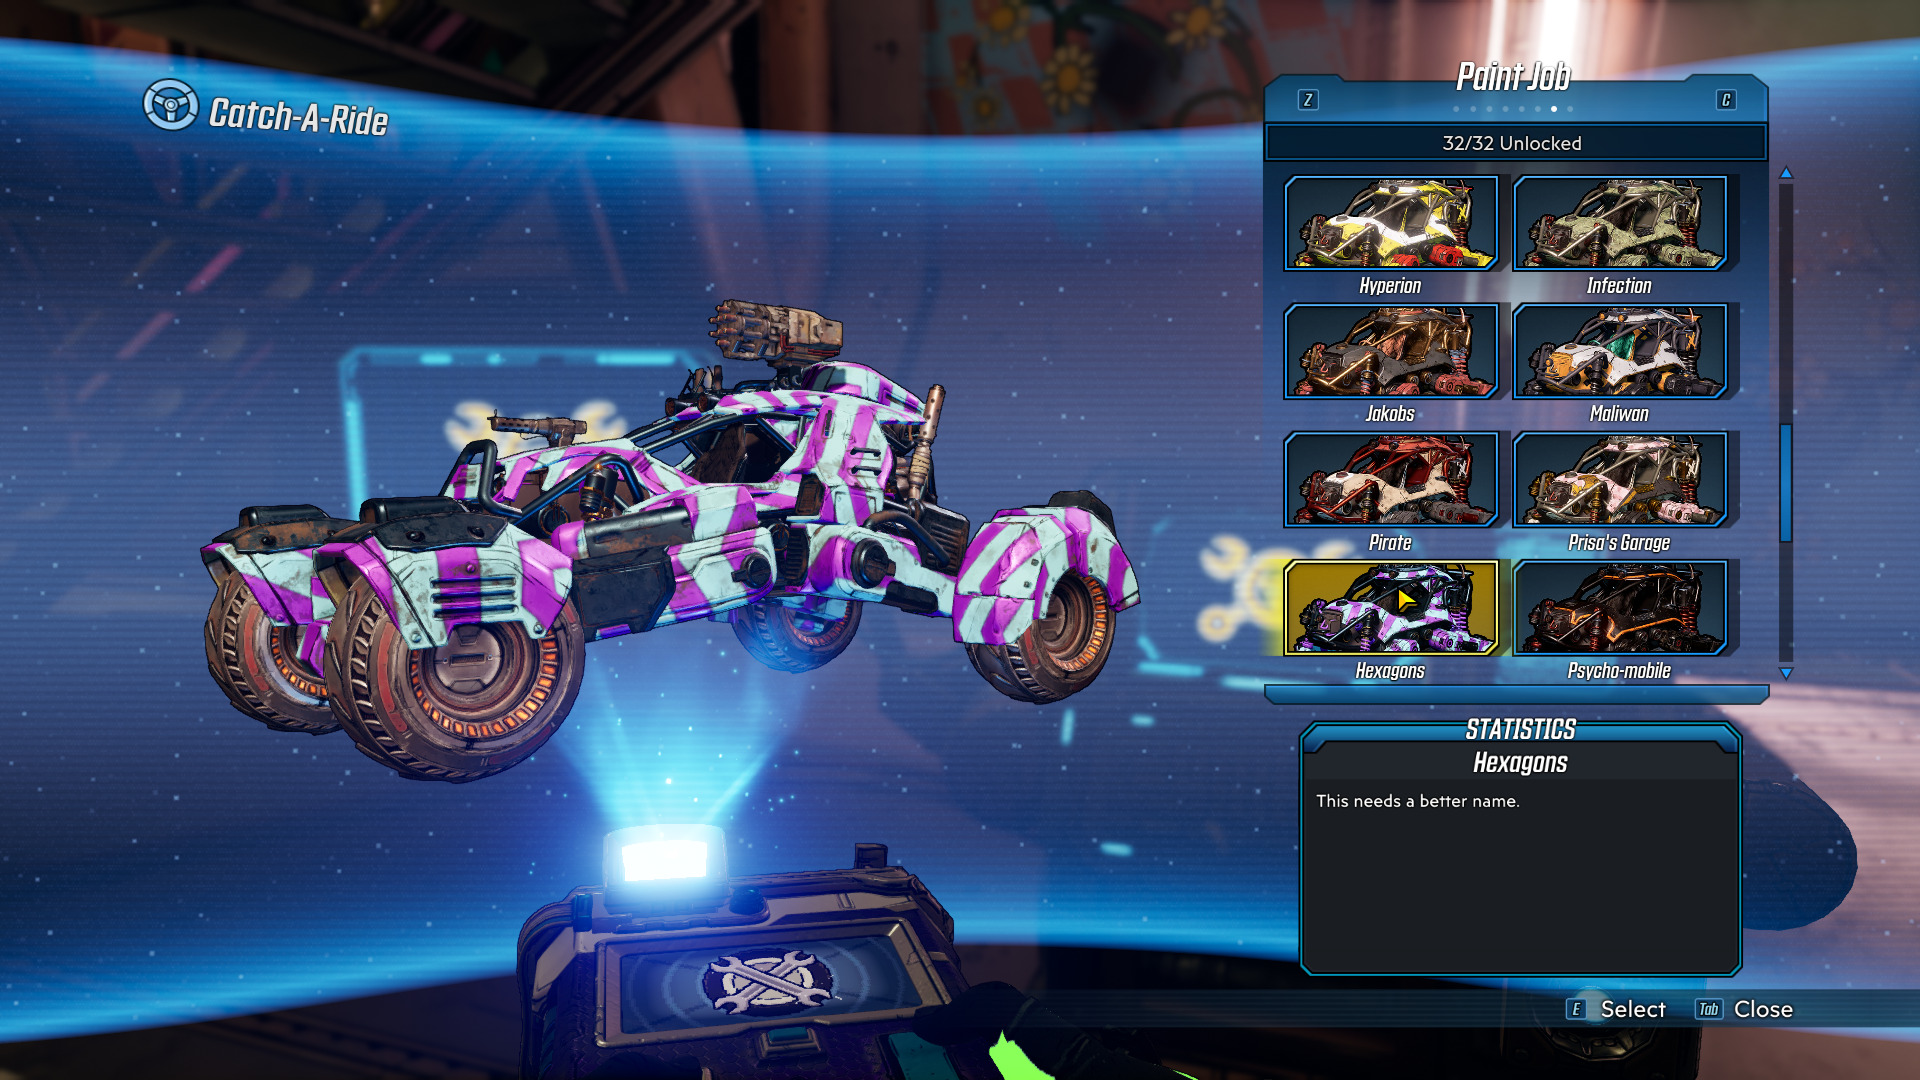 Catch-A-Ride
Paint Job
Z
C
32/32 Unlocked
Hyperion
Infection
Jakobs
Maliwan
Pirate
Prisa's Garage
Hexagons
Psycho-mobile
STATISTICS
Hexagons
This needs a better name.
E Select Tab Close